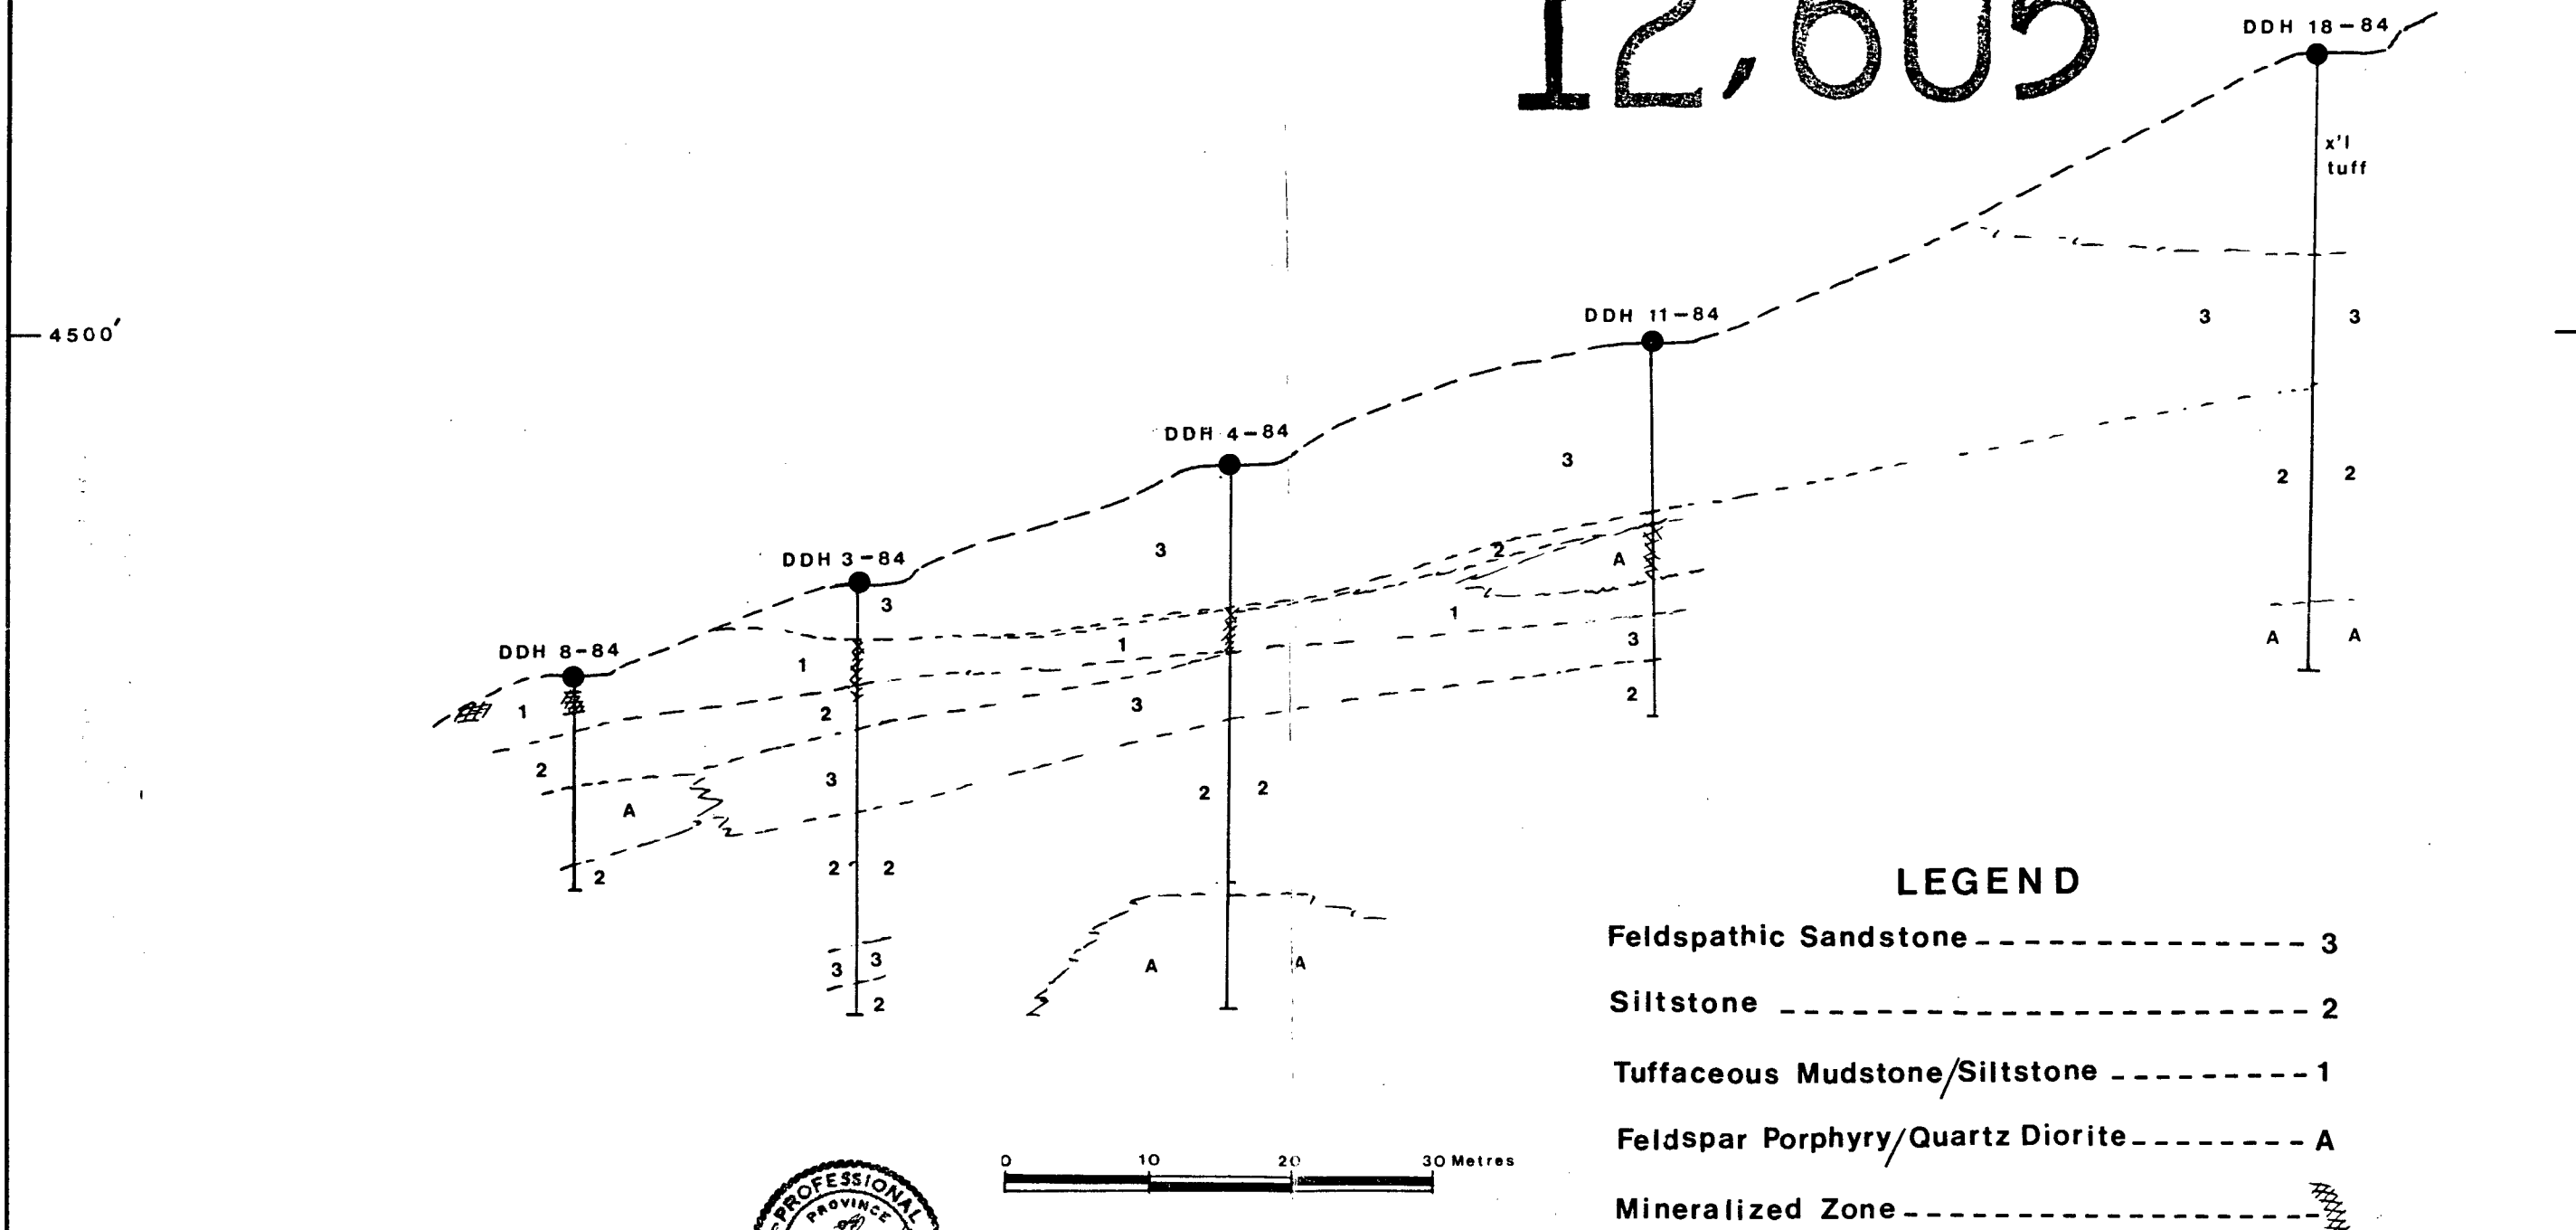 12,605
DDH 18-84
x'l
tuff
4500'
DDH 11-84
3 3
DDH 4-84
3
2 2
DDH 3-84
3
3
2
A
1
DDH 8-84
1
1
3
A A
1
2
3
2
2
3
A
2 2
2 2
2
3 3
A A
2
LEGEND
Feldspathic Sandstone -------------- 3
Siltstone ---------------------- 2
Tuffaceous Mudstone/Siltstone --------- 1
Feldspar Porphyry/Quartz Diorite -------- A
Mineralized Zone ------------------
0 10 20 30 Metres
PROFESSIONAL
PROVINCE